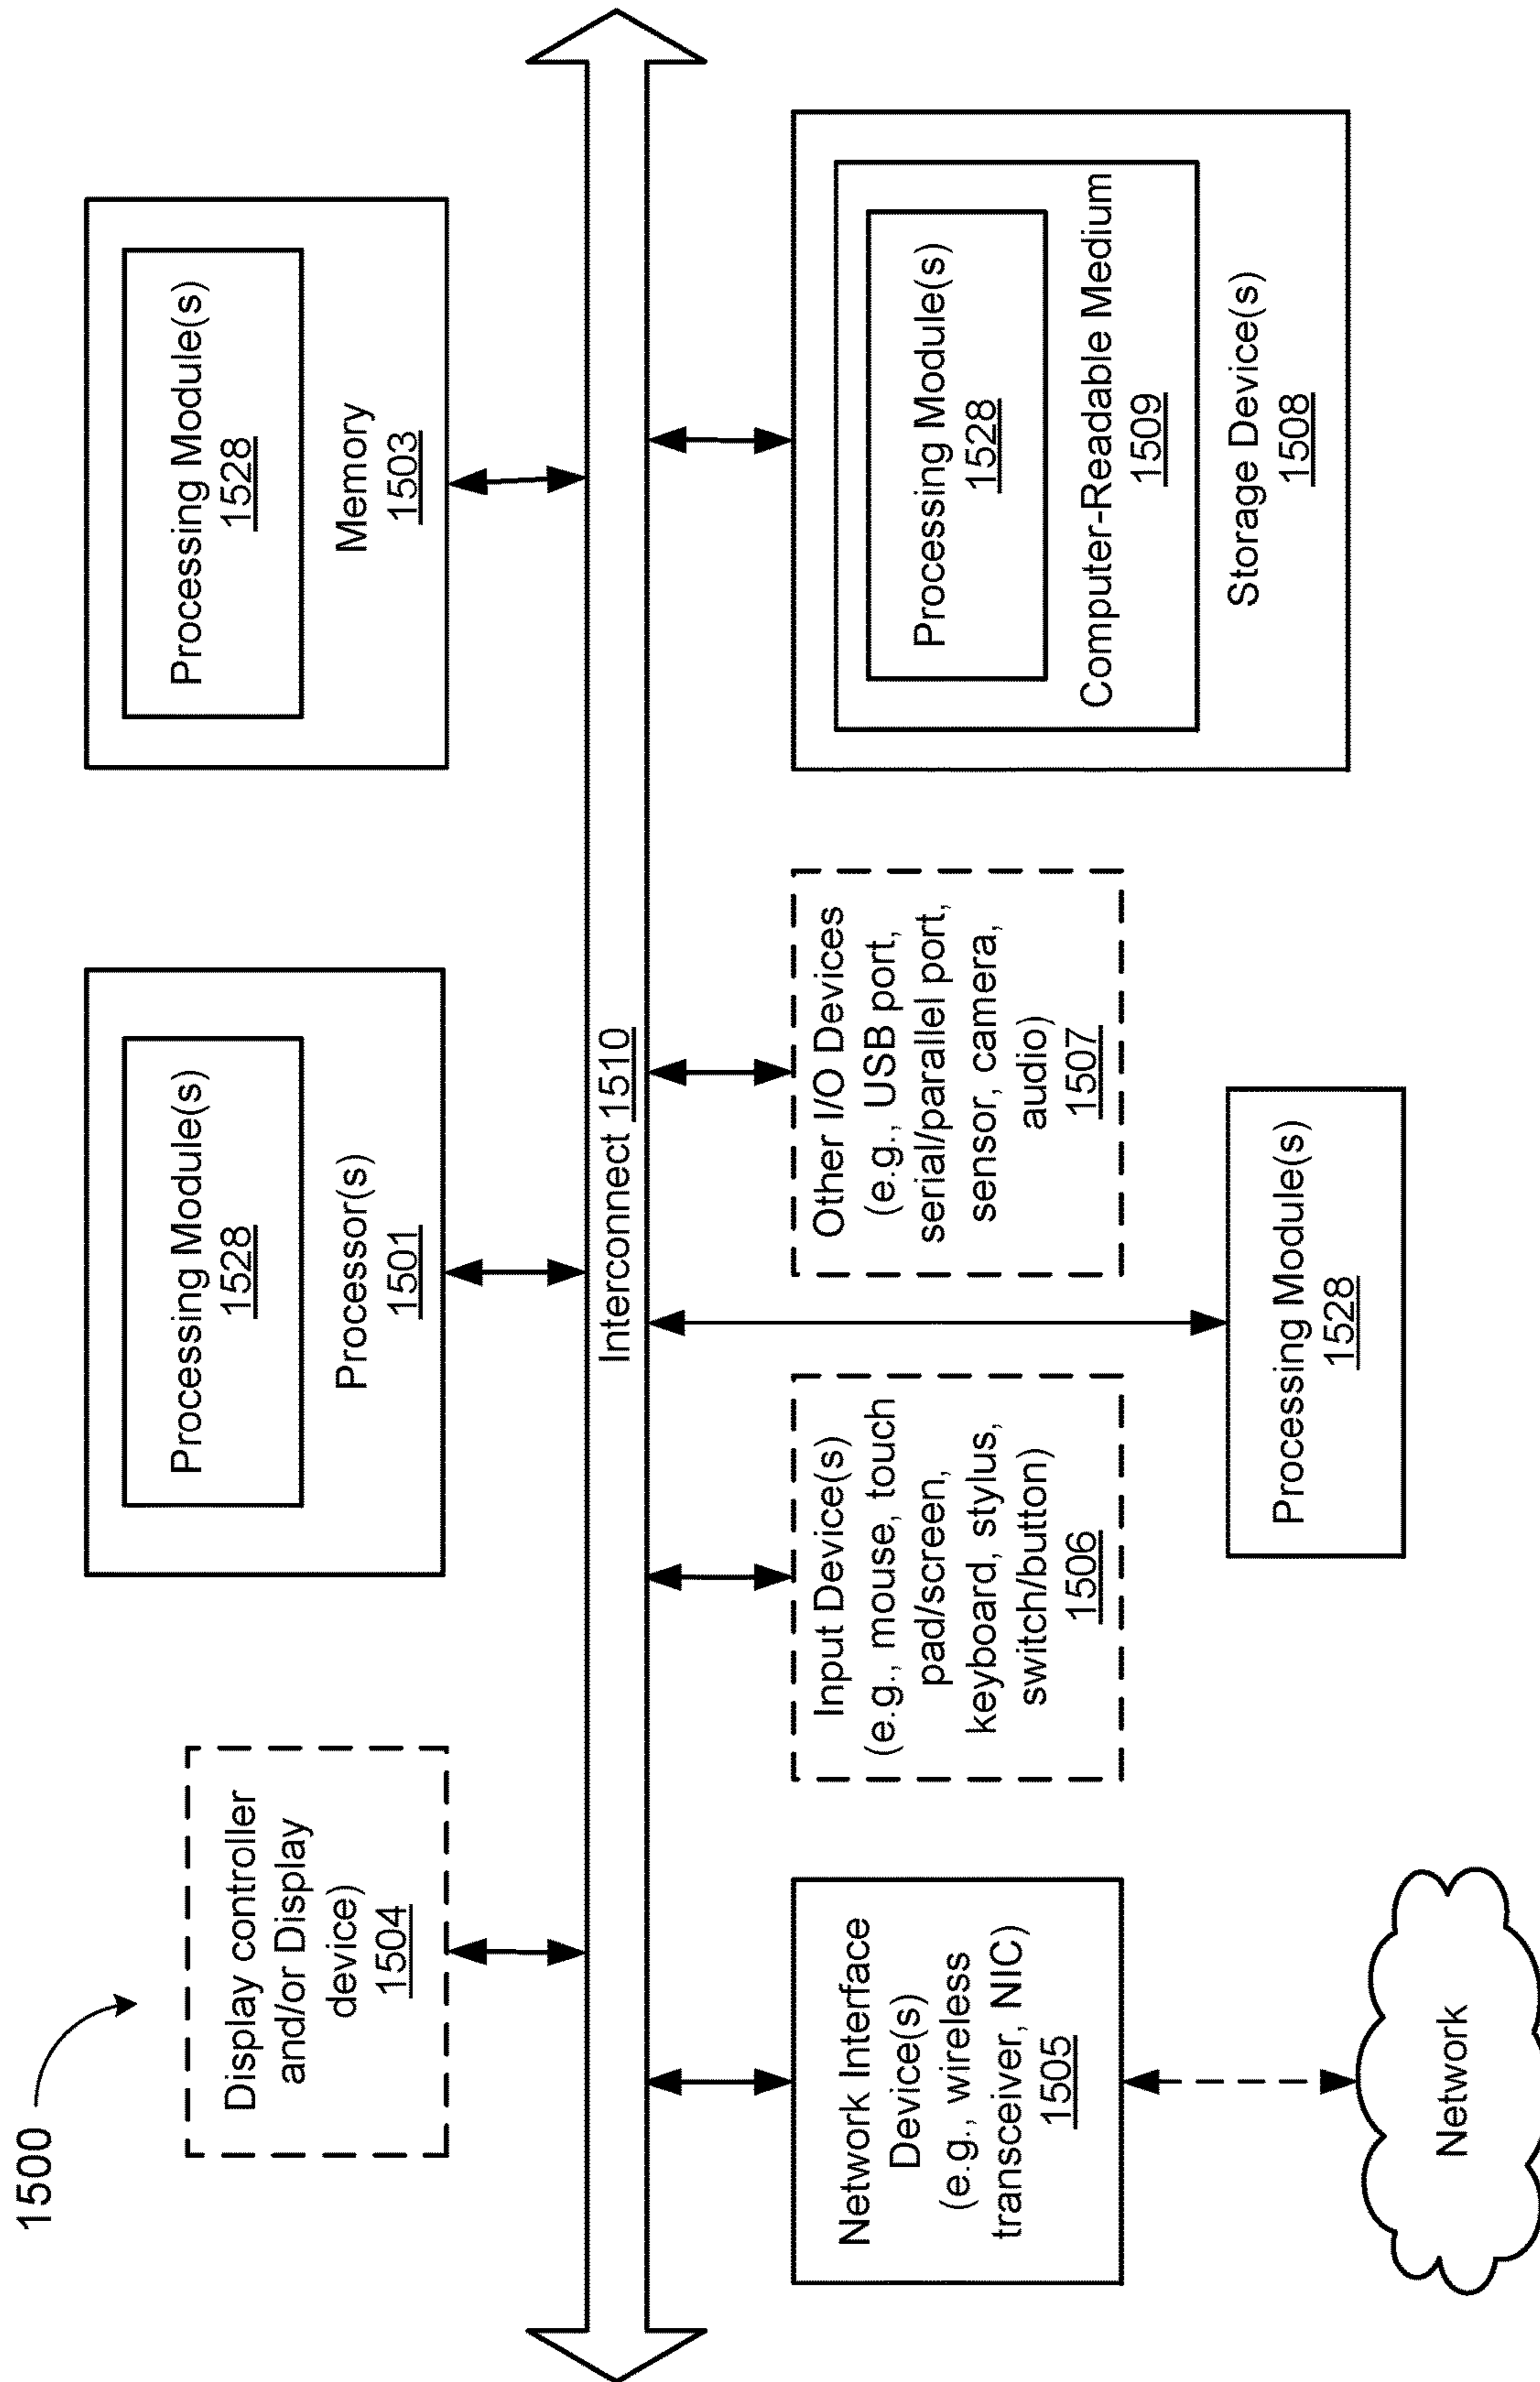 1500
Display controller
and/or Display
device)
1504
Processing Module(s)
1528
Processor(s)
1501
Processing Module(s)
1528
Memory
1503
Interconnect 1510
Network Interface
Device(s)
(e.g., wireless
transceiver, NIC)
1505
Input Device(s)
(e.g., mouse, touch
pad/screen,
keyboard, stylus,
switch/button)
1506
Other I/O Devices
(e.g., USB port,
serial/parallel port,
sensor, camera,
audio)
1507
Processing Module(s)
1528
Computer-Readable Medium
1509
Storage Device(s)
1508
Processing Module(s)
1528
Network